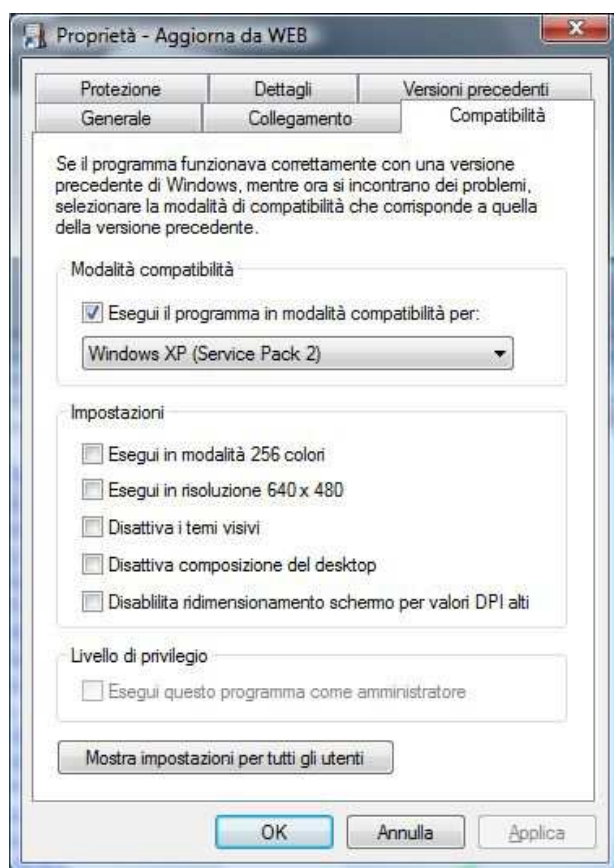 Proprietà - Aggiorna da WEB
Protezione Dettagli Versioni precedenti
Generale Collegamento Compatibilità
Se il programma funzionava correttamente con una versione
precedente di Windows, mentre ora si incontrano dei problemi,
selezionare la modalità di compatibilità che corrisponde a quella
della versione precedente.
Modalità compatibilità
Esegui il programma in modalità compatibilità per:
Windows XP (Service Pack 2)
Impostazioni
Esegui in modalità 256 colori
Esegui in risoluzione 640 x 480
Disattiva i temi visivi
Disattiva composizione del desktop
Disablilita ridimensionamento schermo per valori DPI alti
Livello di privilegio
Esegui questo programma come amministratore
Mostra impostazioni per tutti gli utenti
OK Annulla Applica